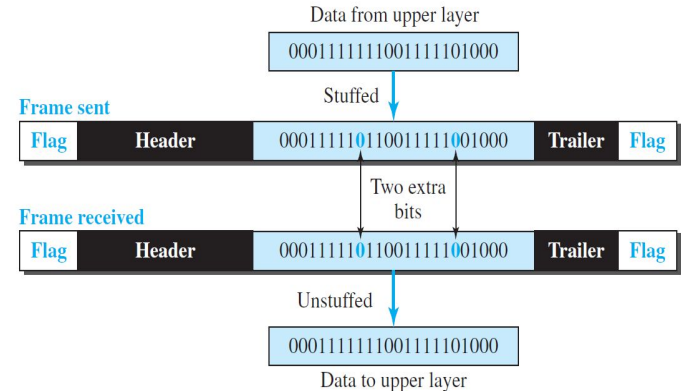 Data from upper layer
0001111111001111101000
Stuffed
Frame sent
Flag Header 000111110110011111001000 Trailer Flag
Two extra
bits
Frame received
Flag Header 000111110110011111001000 Trailer Flag
Unstuffed
0001111111001111101000
Data to upper layer